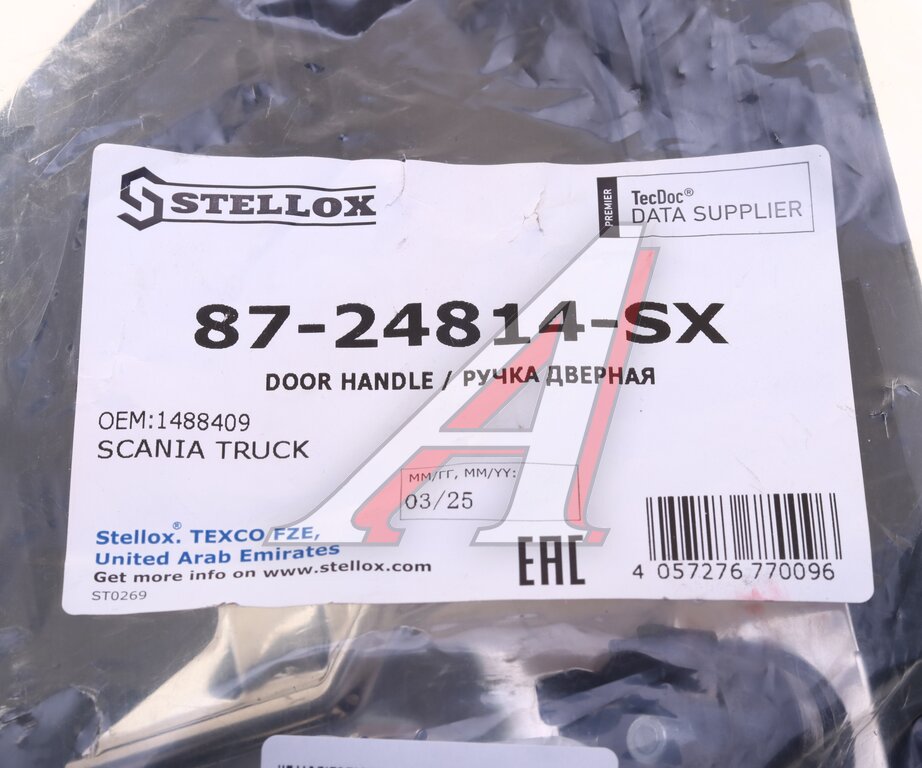 STELLOX
PREMIER
TecDoc®
DATA SUPPLIER
87-24814-SX
DOOR HANDLE / РУЧКА ДВЕРНАЯ
OEM:1488409
SCANIA TRUCK
ММ/ГГ, MM/YY:
03/25
Stellox® TEXCO FZE,
United Arab Emirates
Get more info on www.stellox.com
ST0269
EAC
4 057276 770096